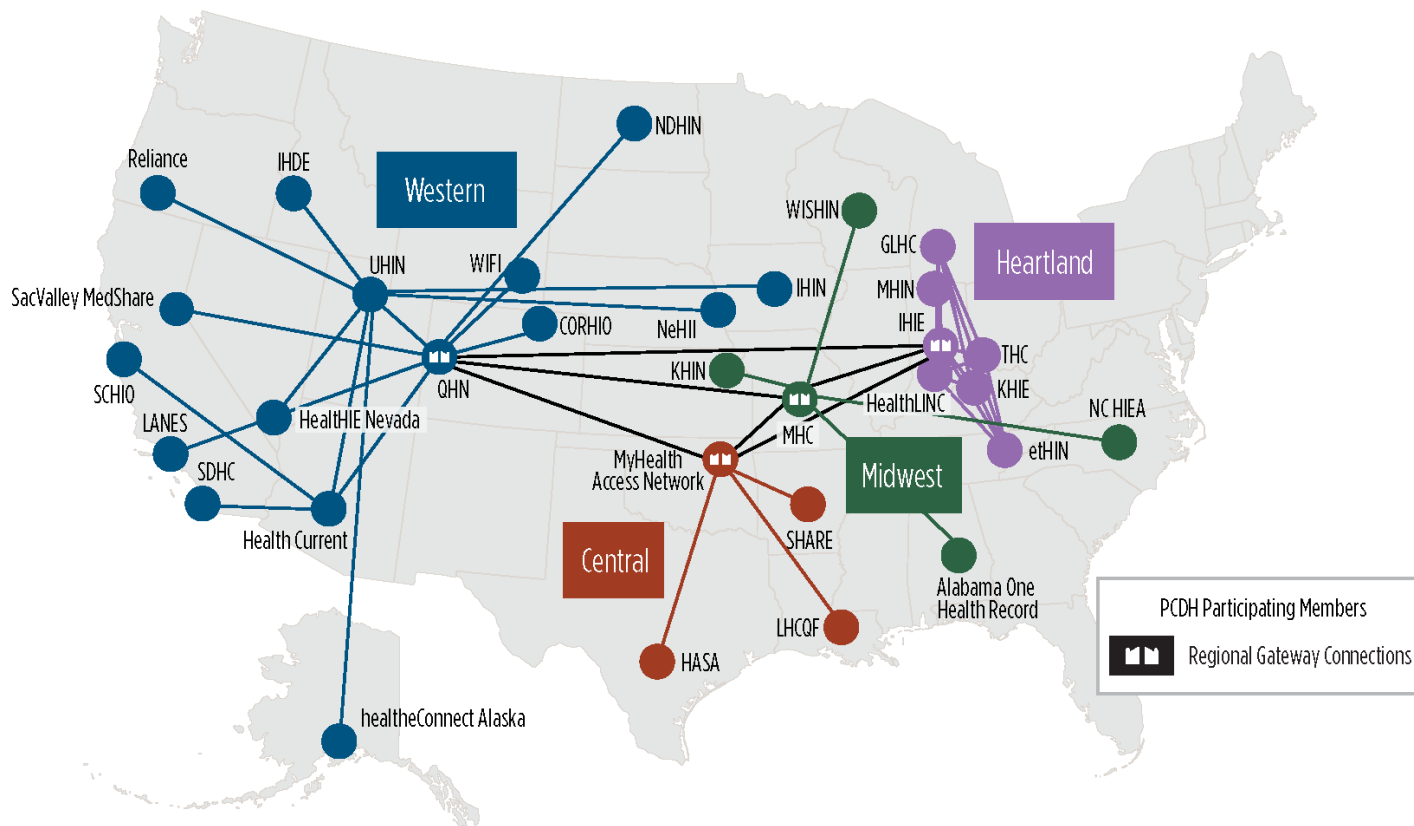 NDHIN
Reliance
IHDE
Western
WISHIN
GLHC
Heartland
UHIN
WIFI
MHIN
SacValley MedShare
IHIN
NeHII
IHIE
CORHIO
THC
SCHIO
QHN
KHIN
KHIE
HealthLINC
NC HIEA
LANES
HealtHIE Nevada
MHC
etHIN
SDHC
MyHealth
Access Network
Midwest
Health Current
SHARE
Central
Alabama One
Health Record
LHCQF
HASA
PCDH Participating Members
Regional Gateway Connections
healtheConnect Alaska